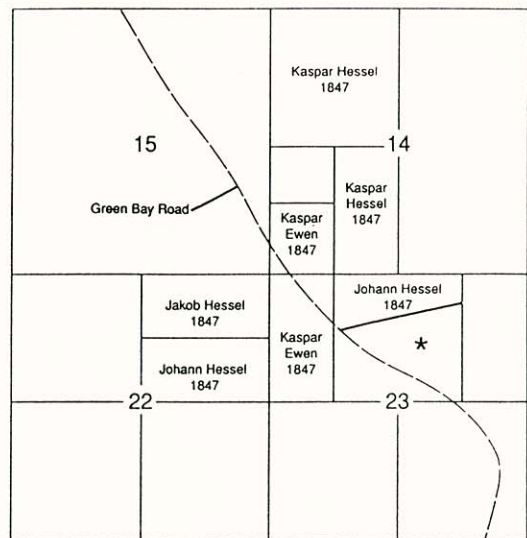 Kaspar Hessel
1847
15
14
Green Bay Road
Kaspar
Hessel
1847
Kaspar
Ewen
1847
Johann Hessel
1847
Jakob Hessel
1847
Kaspar
Ewen
1847
*
Johann Hessel
1847
22
23